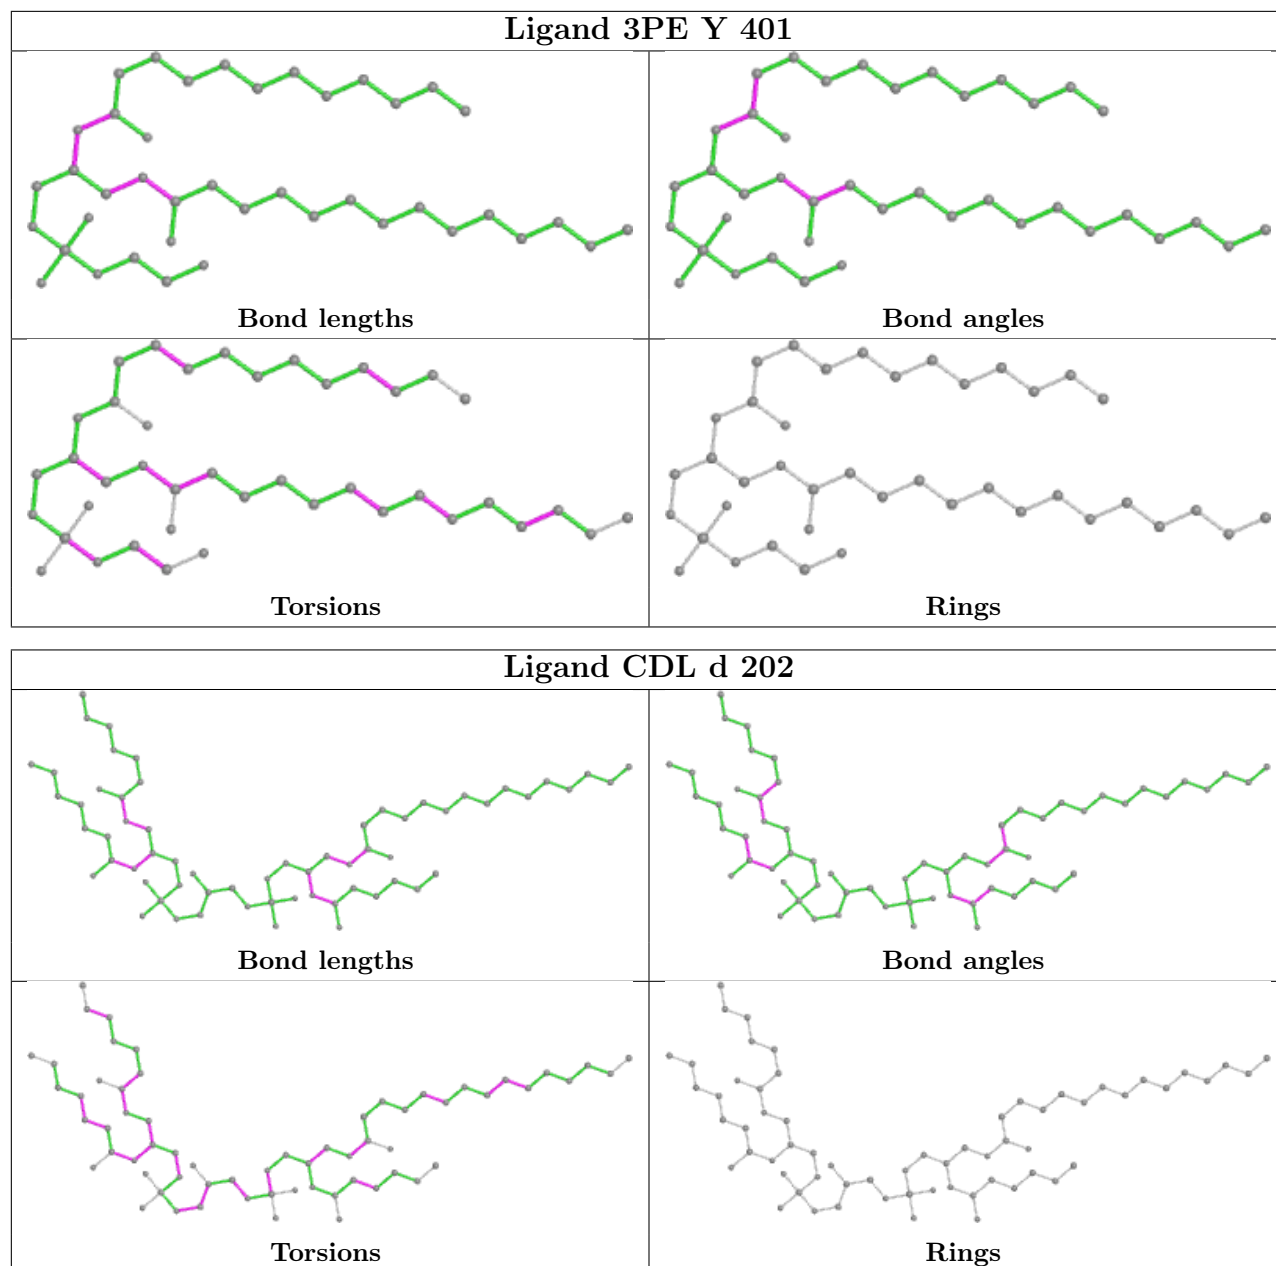 Ligand 3PE Y 401
Bond lengths
Bond angles
Torsions
Rings
Ligand CDL d 202
Bond lengths
Bond angles
Torsions
Rings